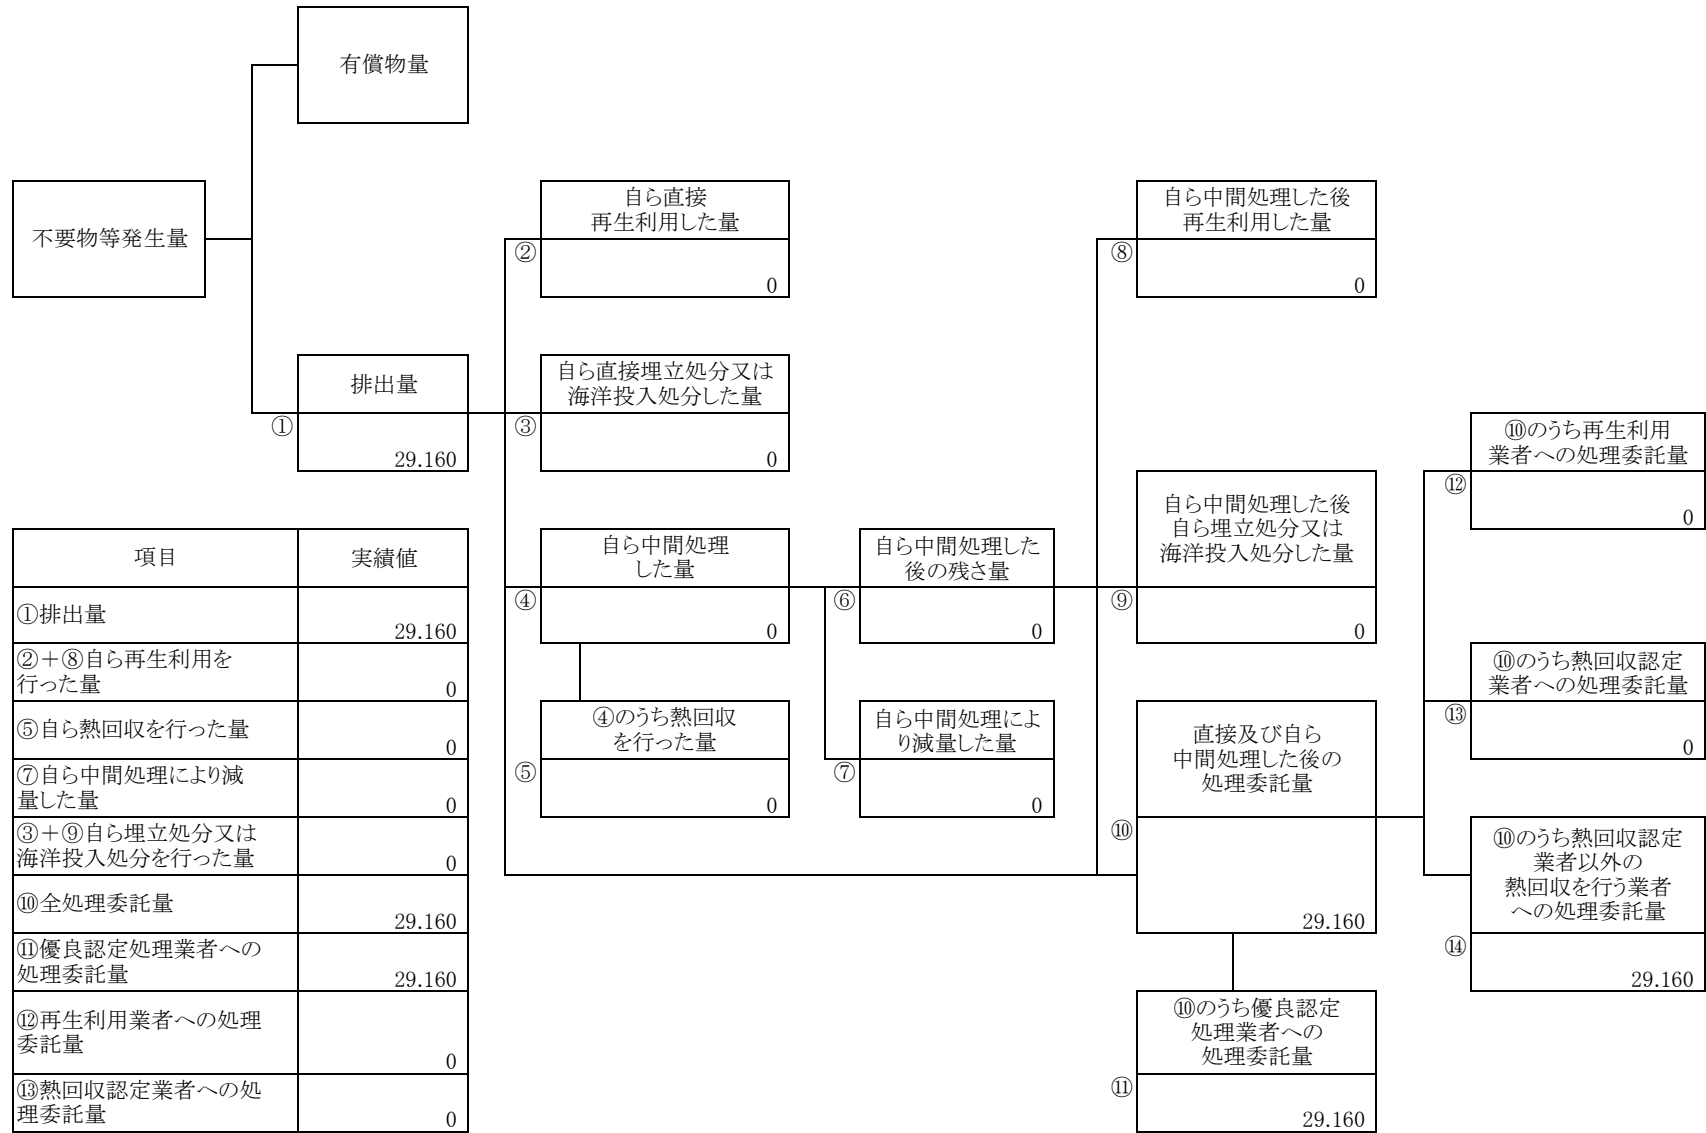 有償物量
不要物等発生量
排出量
①
29.160
自ら直接
再生利用した量
②
0
自ら直接埋立処分又は
海洋投入処分した量
③
0
自ら中間処理
した量
④
0
④のうち熱回収
を行った量
⑤
0
自ら中間処理した
後の残さ量
⑥
0
自ら中間処理によ
り減量した量
⑦
0
自ら中間処理した後
再生利用した量
⑧
0
自ら中間処理した後
自ら埋立処分又は
海洋投入処分した量
⑨
0
直接及び自ら
中間処理した後の
処理委託量
⑩
29.160
⑩のうち優良認定
処理業者への
処理委託量
⑪
29.160
⑩のうち再生利用
業者への処理委託量
⑫
0
⑩のうち熱回収認定
業者への処理委託量
⑬
0
⑩のうち熱回収認定
業者以外の
熱回収を行う業者
への処理委託量
⑭
29.160
項目 実績値
①排出量
29.160
②＋⑧自ら再生利用を
行った量
0
⑤自ら熱回収を行った量
0
⑦自ら中間処理により減
量した量
0
③＋⑨自ら埋立処分又は
海洋投入処分を行った量
0
⑩全処理委託量
29.160
⑪優良認定処理業者への
処理委託量
29.160
⑫再生利用業者への処理
委託量
0
⑬熱回収認定業者への処
理委託量
0